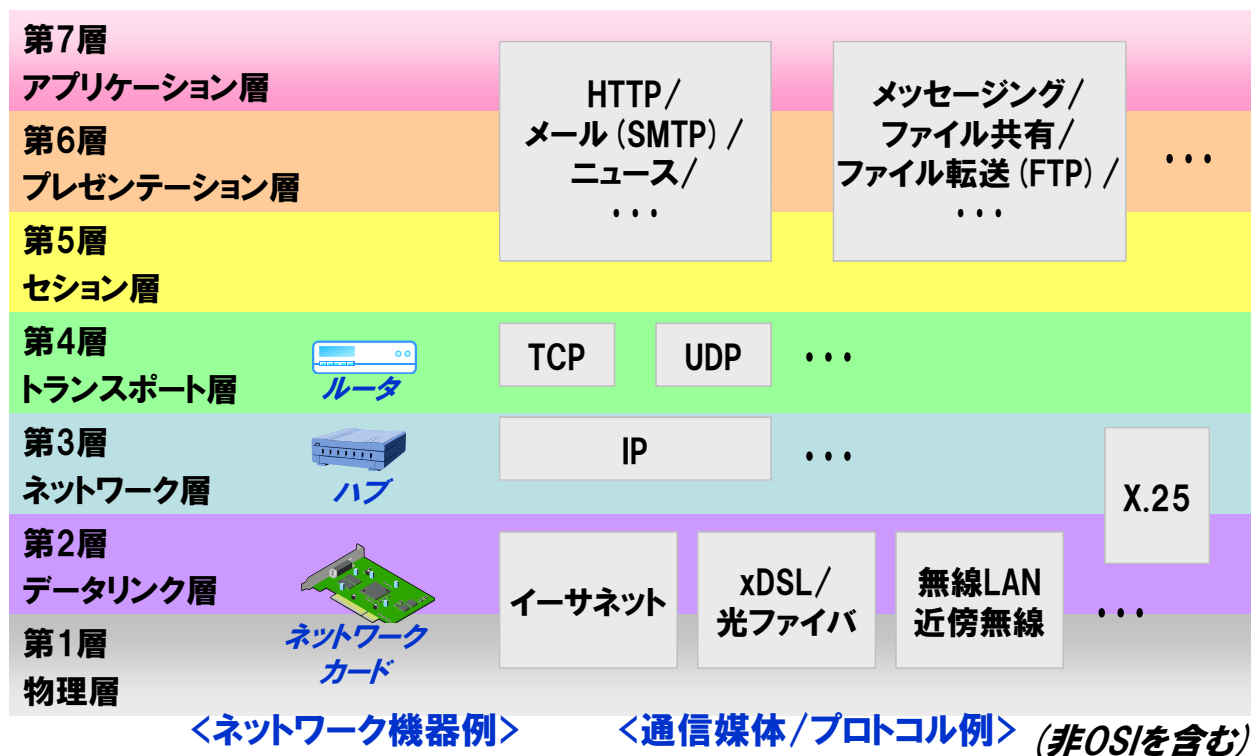 第7層
アプリケーション層
第6層
プレゼンテーション層
第5層
セション層
第4層
トランスポート層
第3層
ネットワーク層
第2層
データリンク層
第1層
物理層
ルータ
ハブ
ネットワーク
カード
<ネットワーク機器例>
HTTP/
メール(SMTP)/
ニュース/
・・・
メッセージング/
ファイル共有/
ファイル転送(FTP)/
・・・
・・・
TCP
UDP
・・・
IP
・・・
X.25
イーサネット
xDSL/
光ファイバ
無線LAN
近傍無線
・・・
<通信媒体/プロトコル例>
(非OSIを含む)